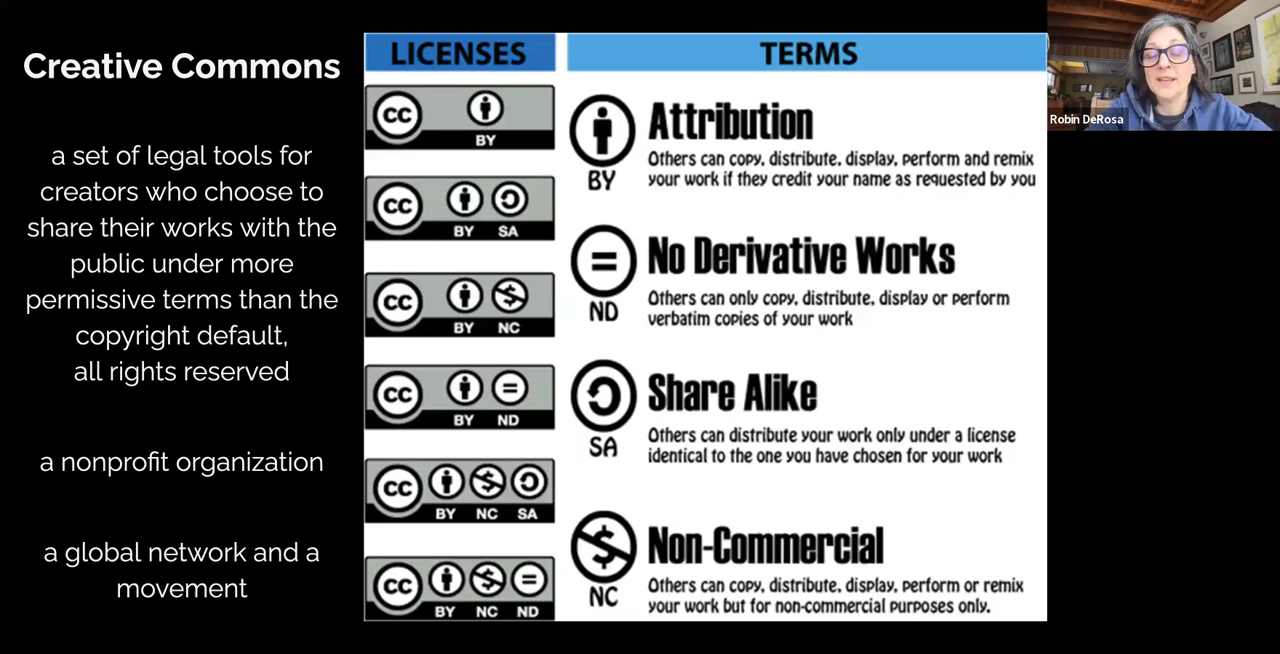 Creative Commons
a set of legal tools for
creators who choose to
share their works with the
public under more
permissive terms than the
copyright default,
all rights reserved
a nonprofit organization
a global network and a
movement
LICENSES
CC
BY
CC
BY SA
CC
BY NC
CC
BY ND
CC
BY NC SA
CC
BY NC ND
TERMS
BY
Attribution
Others can copy, distribute, display, perform and remix
your work if they credit your name as requested by you
ND
No Derivative Works
Others can only copy, distribute, display or perform
verbatim copies of your work
SA
Share Alike
Others can distribute your work only under a license
identical to the one you have chosen for your work
NC
Non-Commercial
Others can copy, distribute, display, perform or remix
your work but for non-commercial purposes only.
Robin DeRosa